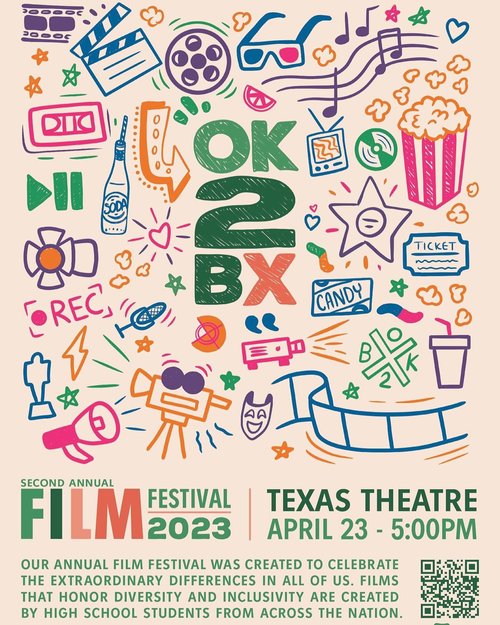 OK
2
BX
SODA
TICKET
REC
CANDY
B O K
2
SECOND ANNUAL
FILM FESTIVAL
2023
TEXAS THEATRE
APRIL 23 - 5:00PM
OUR ANNUAL FILM FESTIVAL WAS CREATED TO CELEBRATE
THE EXTRAORDINARY DIFFERENCES IN ALL OF US. FILMS
THAT HONOR DIVERSITY AND INCLUSIVITY ARE CREATED
BY HIGH SCHOOL STUDENTS FROM ACROSS THE NATION.